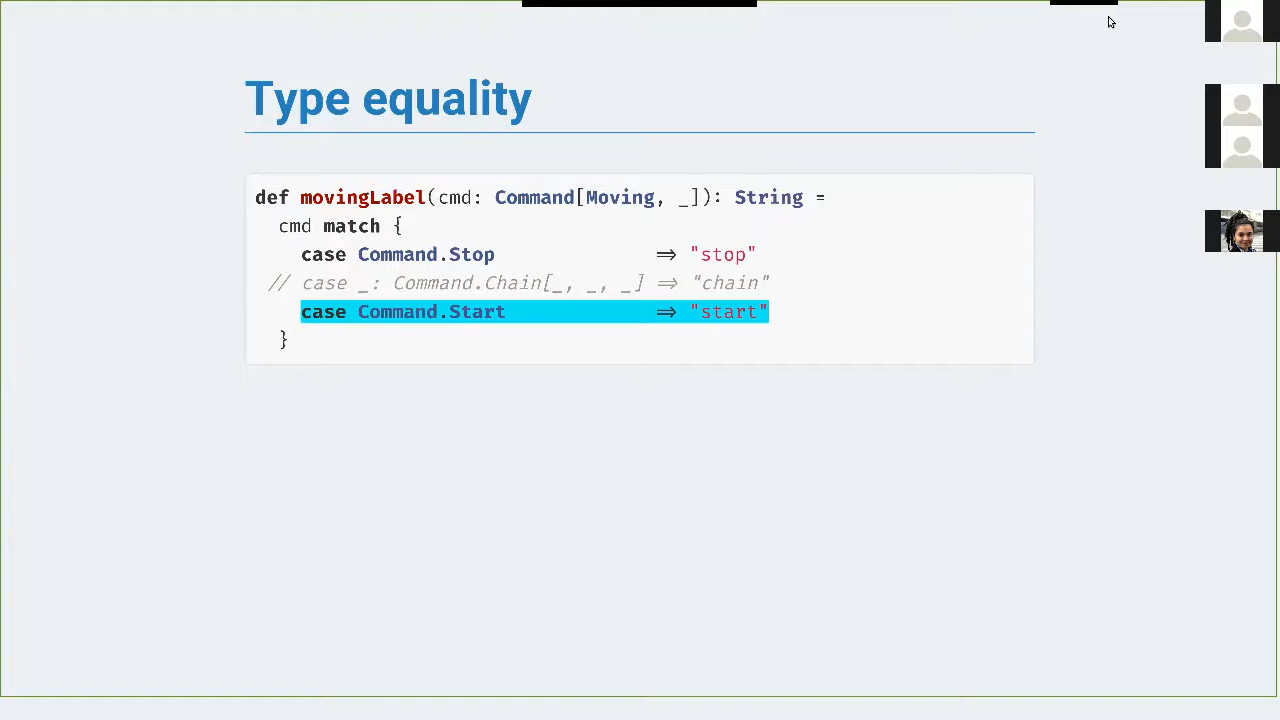 Type equality
def movingLabel(cmd: Command[Moving, _]): String =
cmd match {
case Command.Stop => "stop"
// case _: Command.Chain[_, _, _] => "chain"
case Command.Start => "start"
}